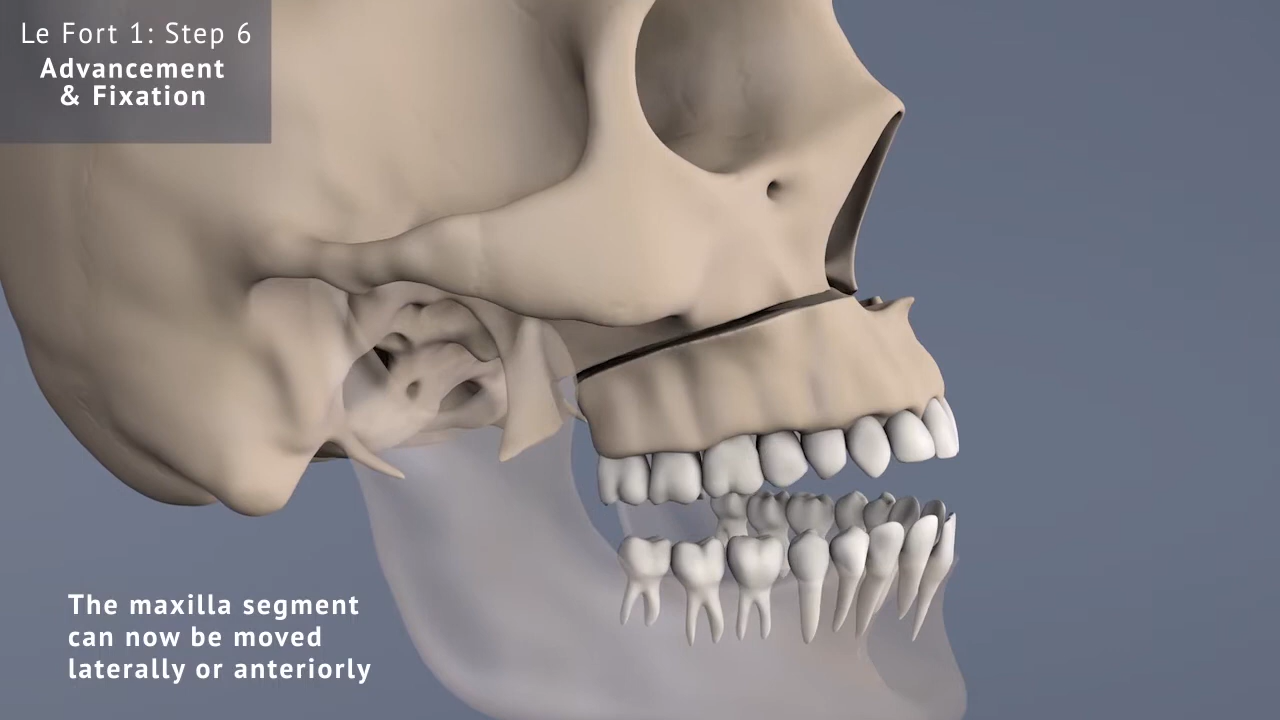 Le Fort 1: Step 6
Advancement
& Fixation
The maxilla segment
can now be moved
laterally or anteriorly